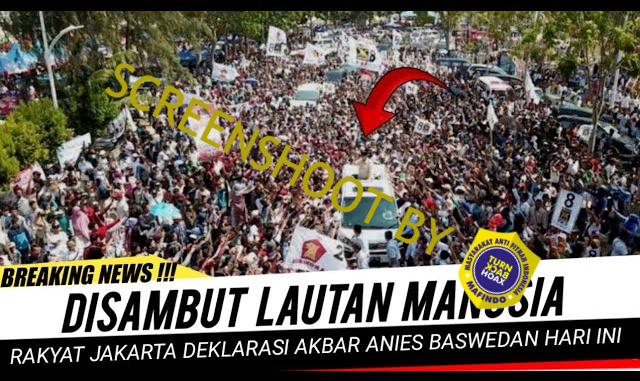 SCREENSHOOT BY
MASYARAKAT ANTI FITNAH INDONESIA
TURN
BACK
HOAX
MAFINDO
8
BREAKING NEWS !!!
DISAMBUT LAUTAN MANUSIA
RAKYAT JAKARTA DEKLARASI AKBAR ANIES BASWEDAN HARI INI